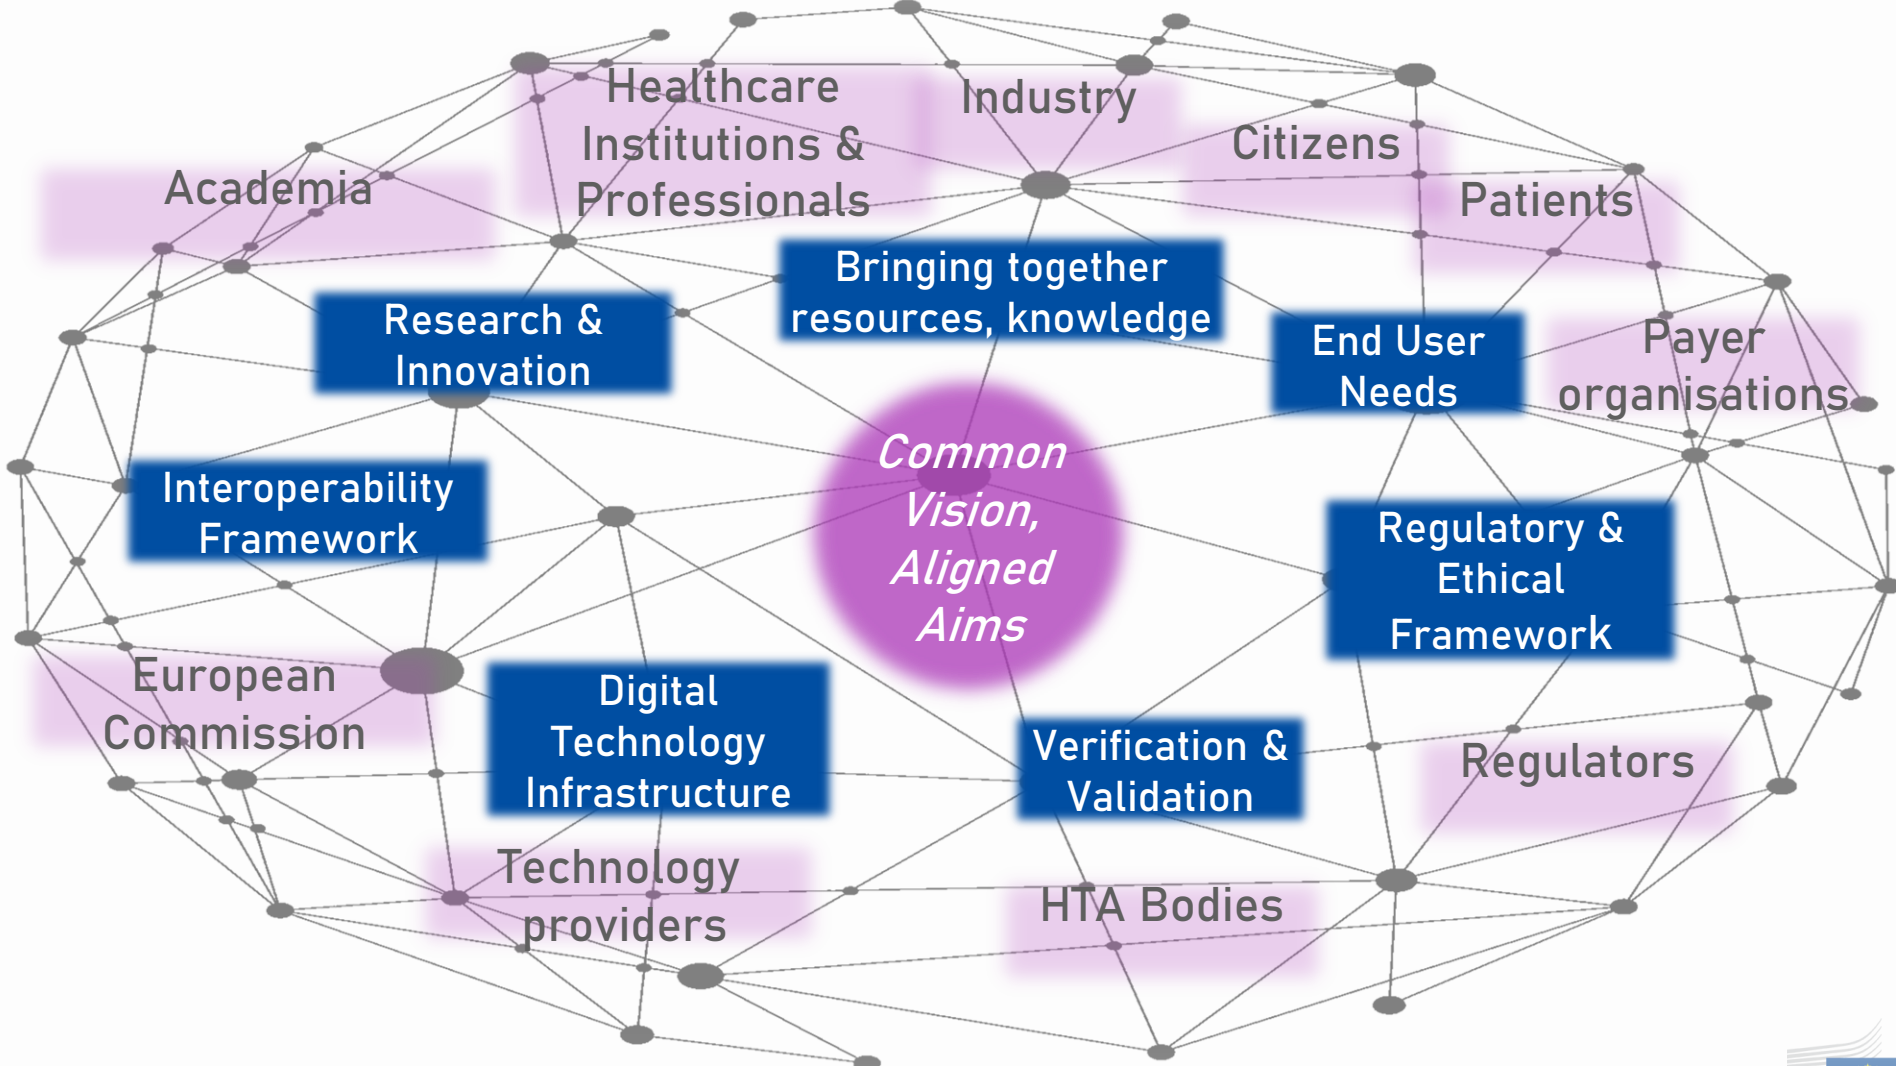 Healthcare
Institutions &
Professionals
Industry
Citizens
Academia
Patients
Bringing together
resources, knowledge
Research &
Innovation
End User
Needs
Payer
organisations
Common
Vision,
Aligned
Aims
Interoperability
Framework
Regulatory &
Ethical
Framework
European
Commission
Digital
Technology
Infrastructure
Verification &
Validation
Regulators
Technology
providers
HTA Bodies